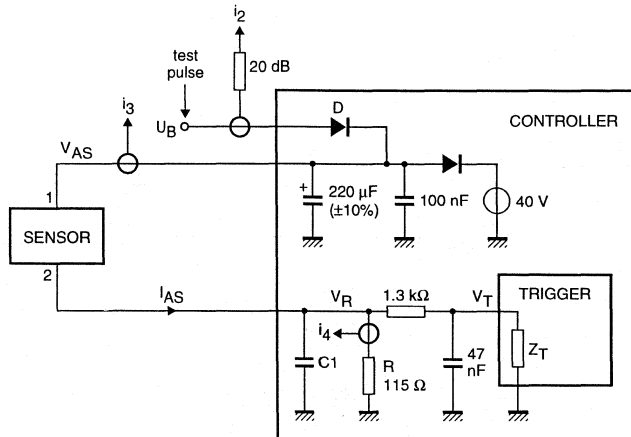 i2
test
pulse
20 dB
i3
UB
D
CONTROLLER
VAS
1
+
220 µF
(±10%)
100 nF
40 V
SENSOR
2
IAS
VR
1.3 kΩ
VT
TRIGGER
i4
C1
R
115 Ω
47
nF
ZT